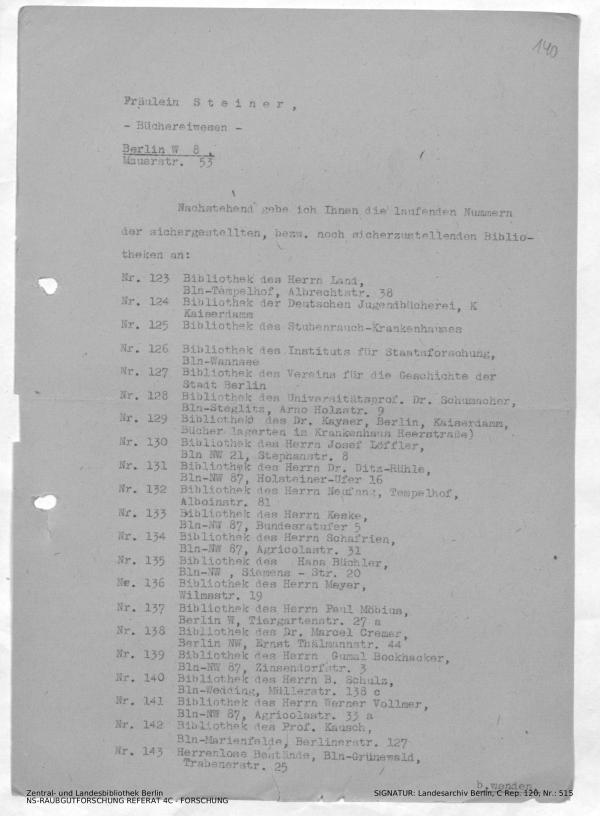 140
Fräulein Steiner,
- Büchereiwesen -
Berlin W 8,
Mauerstr. 53
Nachstehend gebe ich Ihnen die laufenden Nummern
der sichergestellten, bezw. noch sicherzustellenden Biblio-
theken an:
Nr. 123 Bibliothek des Herrn Land,
Bln-Tempelhof, Albrechtstr. 38
Nr. 124 Bibliothek der Deutschen Jugendbücherei, K
Kaiserdamm
Nr. 125 Bibliothek des Stubenrauch-Krankenhauses
Nr. 126 Bibliothek des Instituts für Staatsforschung,
Bln-Wannsee
Nr. 127 Bibliothek des Vereins für die Geschichte der
Stadt Berlin
Nr. 128 Bibliothek des Universitätsprof. Dr. Schumacher,
Bln-Steglitz, Arno Holzstr. 9
Nr. 129 Bibliothek des Dr. Kayser, Berlin, Kaiserdamm,
Bücher lagerten im Krankenhaus Heerstraße)
Nr. 130 Bibliothek des Herrn Josef Löffler,
Bln NW 21, Stephanstr. 8
Nr. 131 Bibliothek des Herrn Dr. Ditz-Rühle,
Bln-NW 87, Holsteiner-Ufer 16
Nr. 132 Bibliothek des Herrn Neufang, Tempelhof,
Alboinstr. 81
Nr. 133 Bibliothek des Herrn Keske,
Bln-NW 87, Bundesratufer 5
Nr. 134 Bibliothek des Herrn Schafrien,
Bln-NW 87, Agricolastr. 31
Nr. 135 Bibliothek des Hans Büchler,
Bln-NW , Siemens - Str. 20
Nr. 136 Bibliothek des Herrn Meyer,
Wilmsstr. 19
Nr. 137 Bibliothek des Herrn Paul Möbius,
Berlin W, Tiergartenstr. 27 a
Nr. 138 Bibliothek des Dr. Marcel Cremer,
Berlin NW, Ernst Thälmannstr. 44
Nr. 139 Bibliothek des Herrn Gumal Bockhacker,
Bln-NW 87, Zinzendorfstr. 3
Nr. 140 Bibliothek des Herrn B. Schulz,
Bln-Wedding, Müllerstr. 138 c
Nr. 141 Bibliothek des Herrn Werner Vollmer,
Bln-NW 87, Agricolastr. 33 a
Nr. 142 Bibliothek des Prof. Kausch,
Bln-Marienfelde, Berlinerstr. 127
Nr. 143 Herrenlose Bestände, Bln-Grünewald,
Trabenerstr. 25
b.wenden
Zentral- und Landesbibliothek Berlin
NS-RAUBGUTFORSCHUNG REFERAT 4C - FORSCHUNG
SIGNATUR: Landesarchiv Berlin, C Rep. 120, Nr.: 515